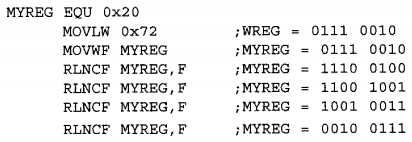 MYREG EQU 0x20
MOVLW 0x72 ;WREG = 0111 0010
MOVWF MYREG ;MYREG = 0111 0010
RLNCF MYREG,F ;MYREG = 1110 0100
RLNCF MYREG,F ;MYREG = 1100 1001
RLNCF MYREG,F ;MYREG = 1001 0011
RLNCF MYREG,F ;MYREG = 0010 0111